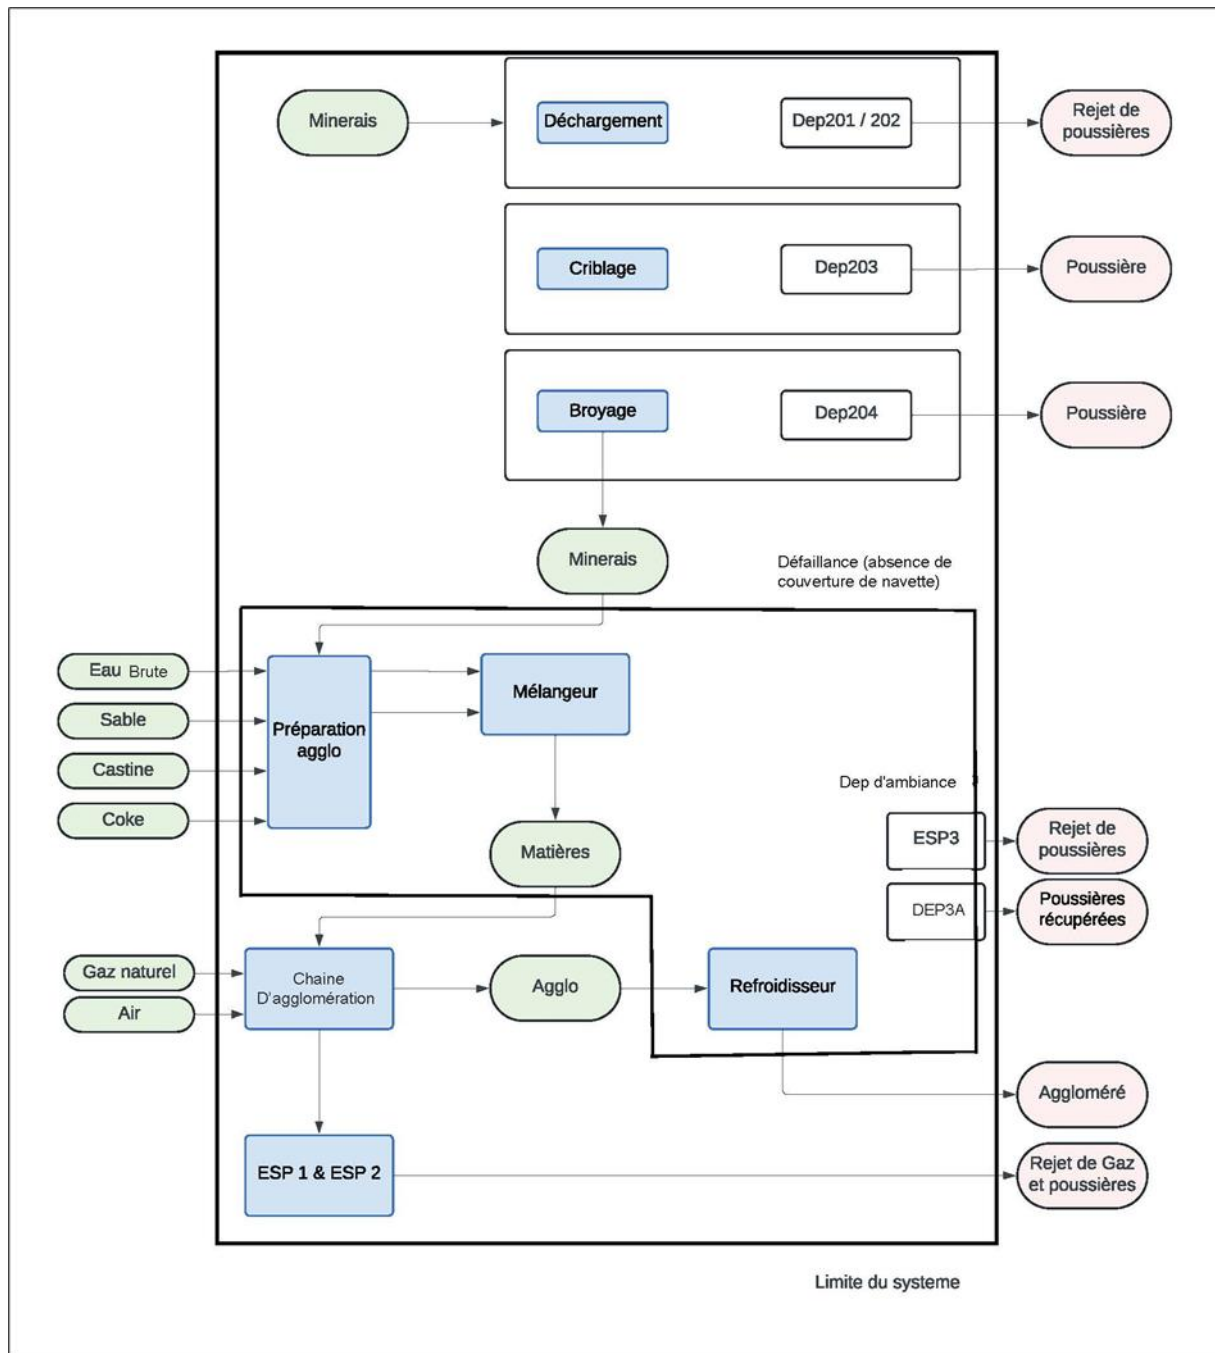 Minerais
Déchargement
Dep201 / 202
Rejet de
poussières
Criblage
Dep203
Poussière
Broyage
Dep204
Poussière
Minerais
Défaillance (absence de
couverture de navette)
Eau Brute
Sable
Castine
Coke
Préparation
agglo
Mélangeur
Dep d'ambiance
Matières
ESP3
Rejet de
poussières
DEP3A
Poussières
récupérées
Gaz naturel
Air
Chaine
D'agglomération
Agglo
Refroidisseur
Aggloméré
ESP 1 & ESP 2
Rejet de Gaz
et poussières
Limite du systeme